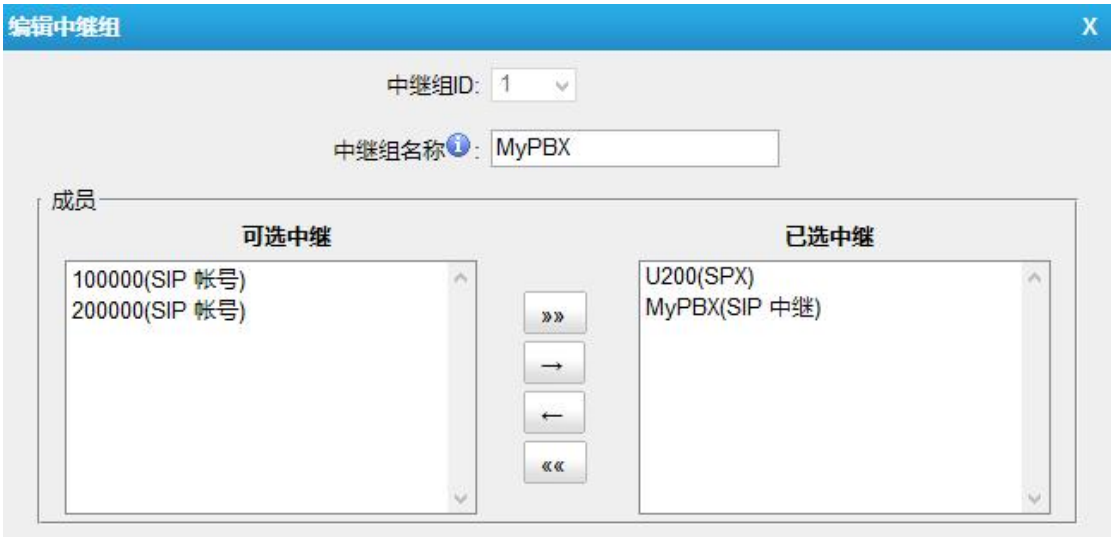 编辑中继组 X
中继组ID: 1
中继组名称 : MyPBX
成员
可选中继 已选中继
100000(SIP 帐号) U200(SPX)
200000(SIP 帐号) MyPBX(SIP 中继)
»»
→
←
««